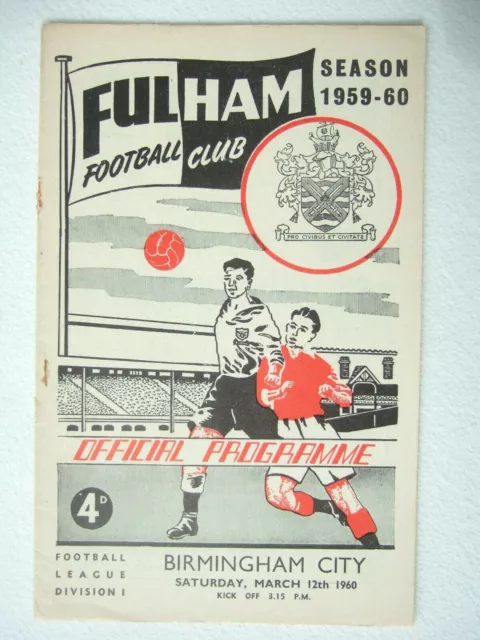 FULHAM
FOOTBALL CLUB
SEASON
1959-60
PRO CIVIBUS ET CIVITATE
OFFICIAL PROGRAMME
4D
FOOTBALL
LEAGUE
DIVISION I
BIRMINGHAM CITY
SATURDAY, MARCH 12th 1960
KICK OFF 3.15 P.M.